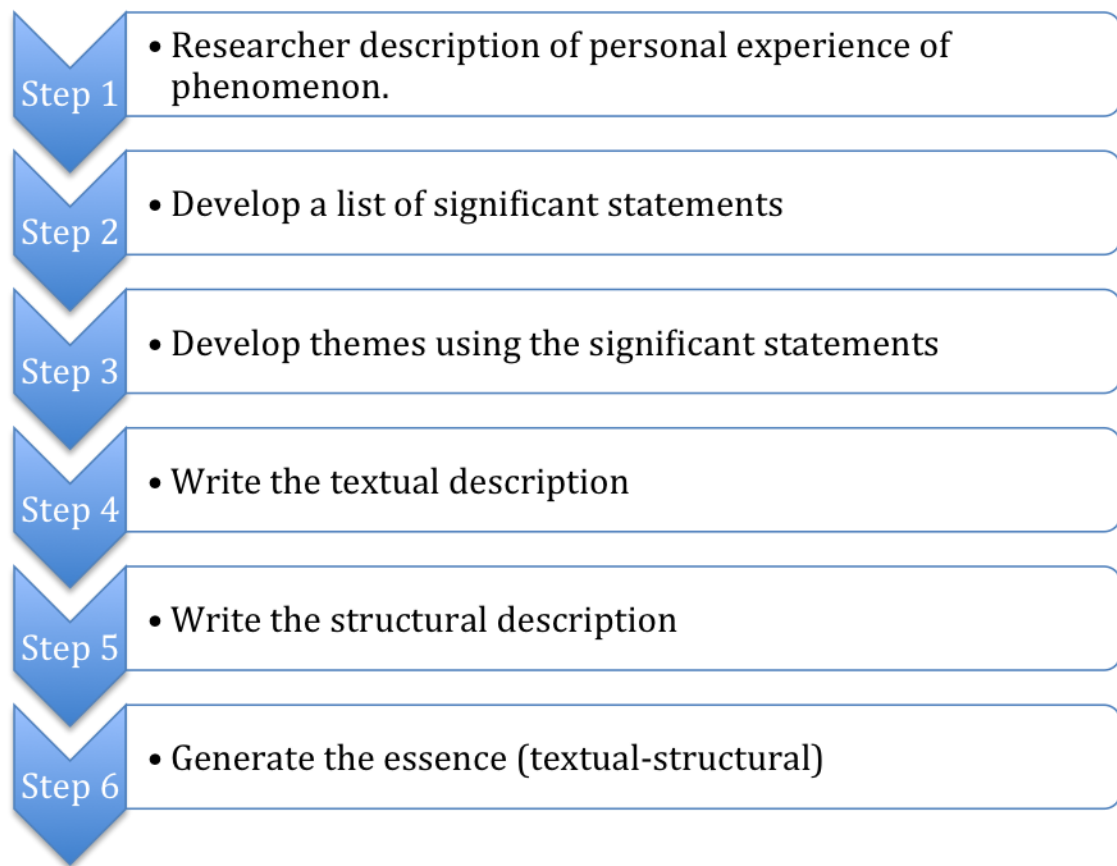 Step 1
• Researcher description of personal experience of
phenomenon.
Step 2
• Develop a list of significant statements
Step 3
• Develop themes using the significant statements
Step 4
• Write the textual description
Step 5
• Write the structural description
Step 6
• Generate the essence (textual-structural)